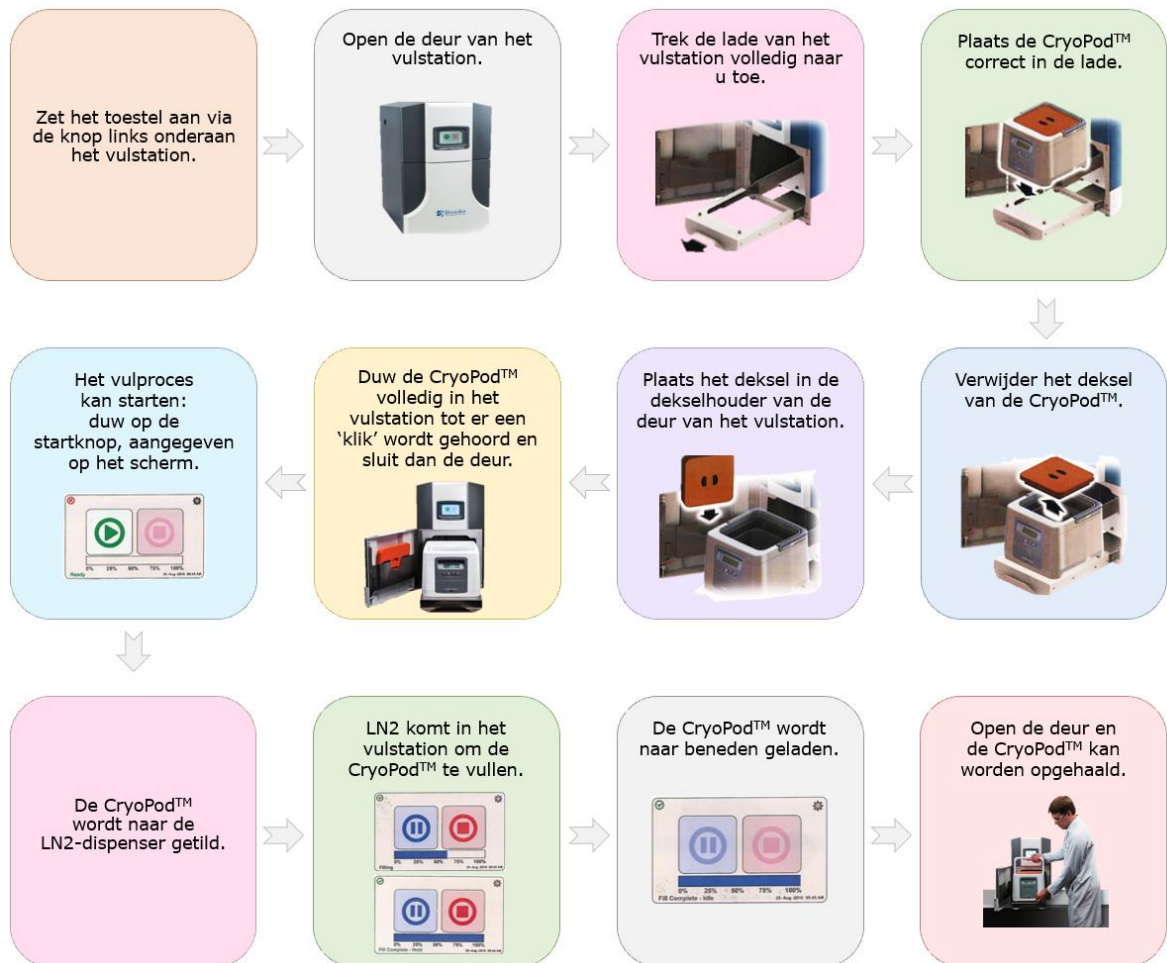 Zet het toestel aan via
de knop links onderaan
het vulstation.
Open de deur van het
vulstation.
Trek de lade van het
vulstation volledig naar
u toe.
Plaats de CryoPod™
correct in de lade.
Verwijder het deksel
van de CryoPod™.
Plaats het deksel in de
dekselhouder van de
deur van het vulstation.
Duw de CryoPod™
volledig in het
vulstation tot er een
‘klik’ wordt gehoord en
sluit dan de deur.
Het vulproces
kan starten:
duw op de
startknop, aangegeven
op het scherm.
0% 25% 50% 75% 100%
Ready
De CryoPod™
wordt naar de
LN2-dispenser getild.
LN2 komt in het
vulstation om de
CryoPod™ te vullen.
0% 25% 50% 75% 100%
Filling
0% 25% 50% 75% 100%
Fill Complete - Hold
De CryoPod™ wordt
naar beneden geladen.
0% 25% 50% 75% 100%
Fill Complete - Idle
Open de deur en
de CryoPod™ kan
worden opgehaald.